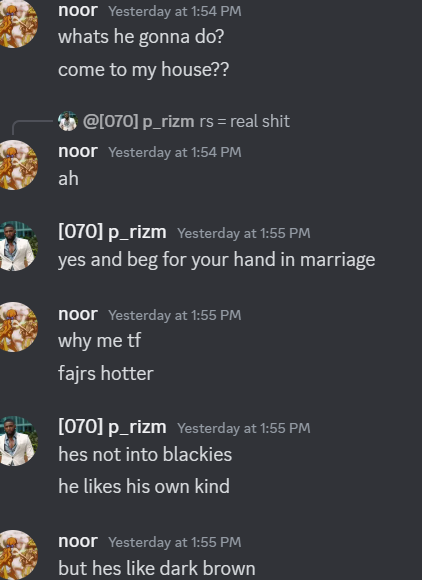 noor Yesterday at 1:54 PM
whats he gonna do?
come to my house??
@[070] p_rizm rs = real shit
noor Yesterday at 1:54 PM
ah
[070] p_rizm Yesterday at 1:55 PM
yes and beg for your hand in marriage
noor Yesterday at 1:55 PM
why me tf
fajrs hotter
[070] p_rizm Yesterday at 1:55 PM
hes not into blackies
he likes his own kind
noor Yesterday at 1:55 PM
but hes like dark brown